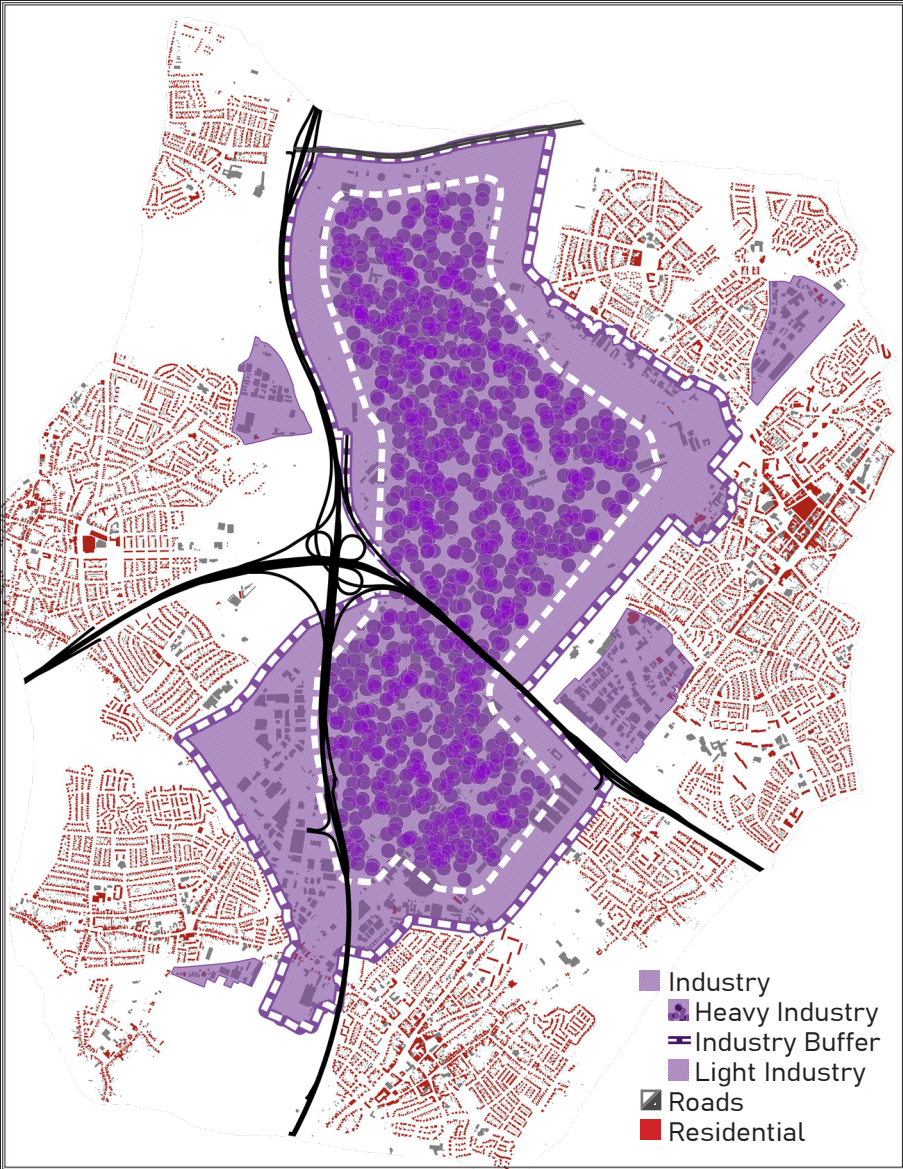 Industry
Heavy Industry
Industry Buffer
Light Industry
Roads
Residential